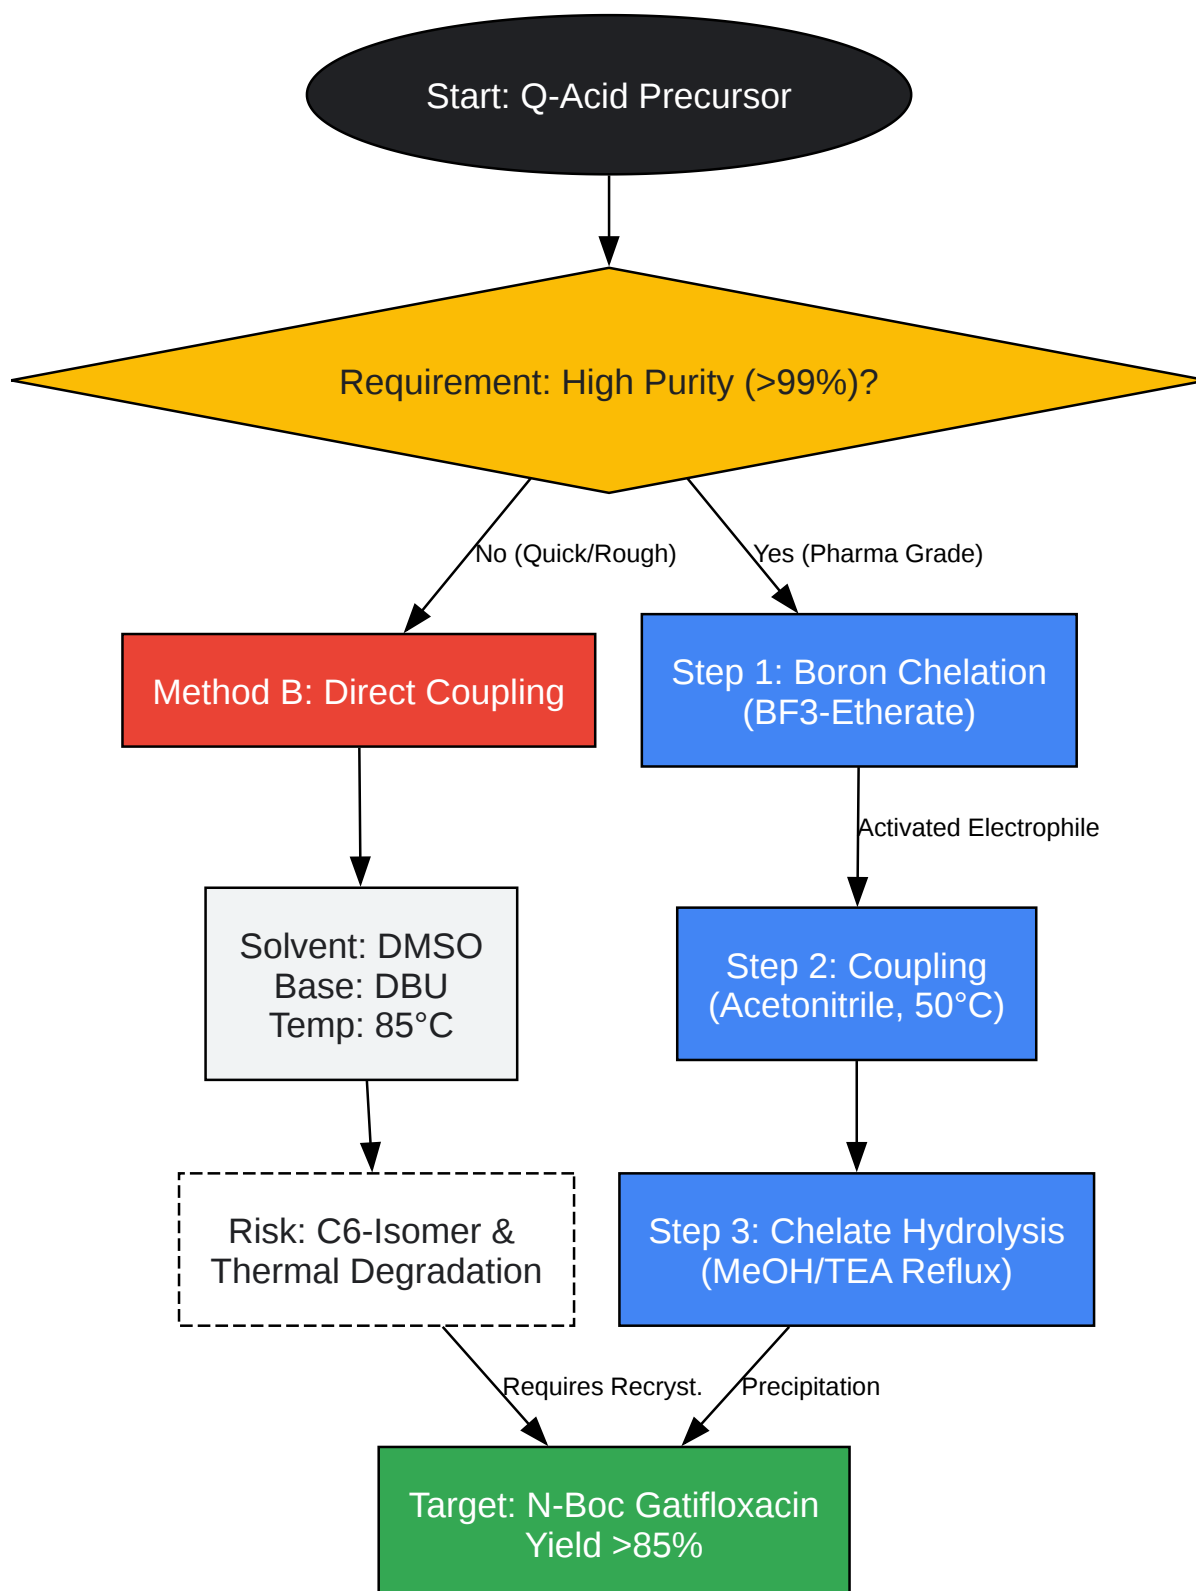 Start: Q-Acid Precursor
Requirement: High Purity (>99%)?
No (Quick/Rough)
Yes (Pharma Grade)
Method B: Direct Coupling
Step 1: Boron Chelation
(BF3-Etherate)
Activated Electrophile
Solvent: DMSO
Base: DBU
Temp: 85°C
Step 2: Coupling
(Acetonitrile, 50°C)
Risk: C6-Isomer &
Thermal Degradation
Step 3: Chelate Hydrolysis
(MeOH/TEA Reflux)
Requires Recryst.
Precipitation
Target: N-Boc Gatifloxacin
Yield >85%